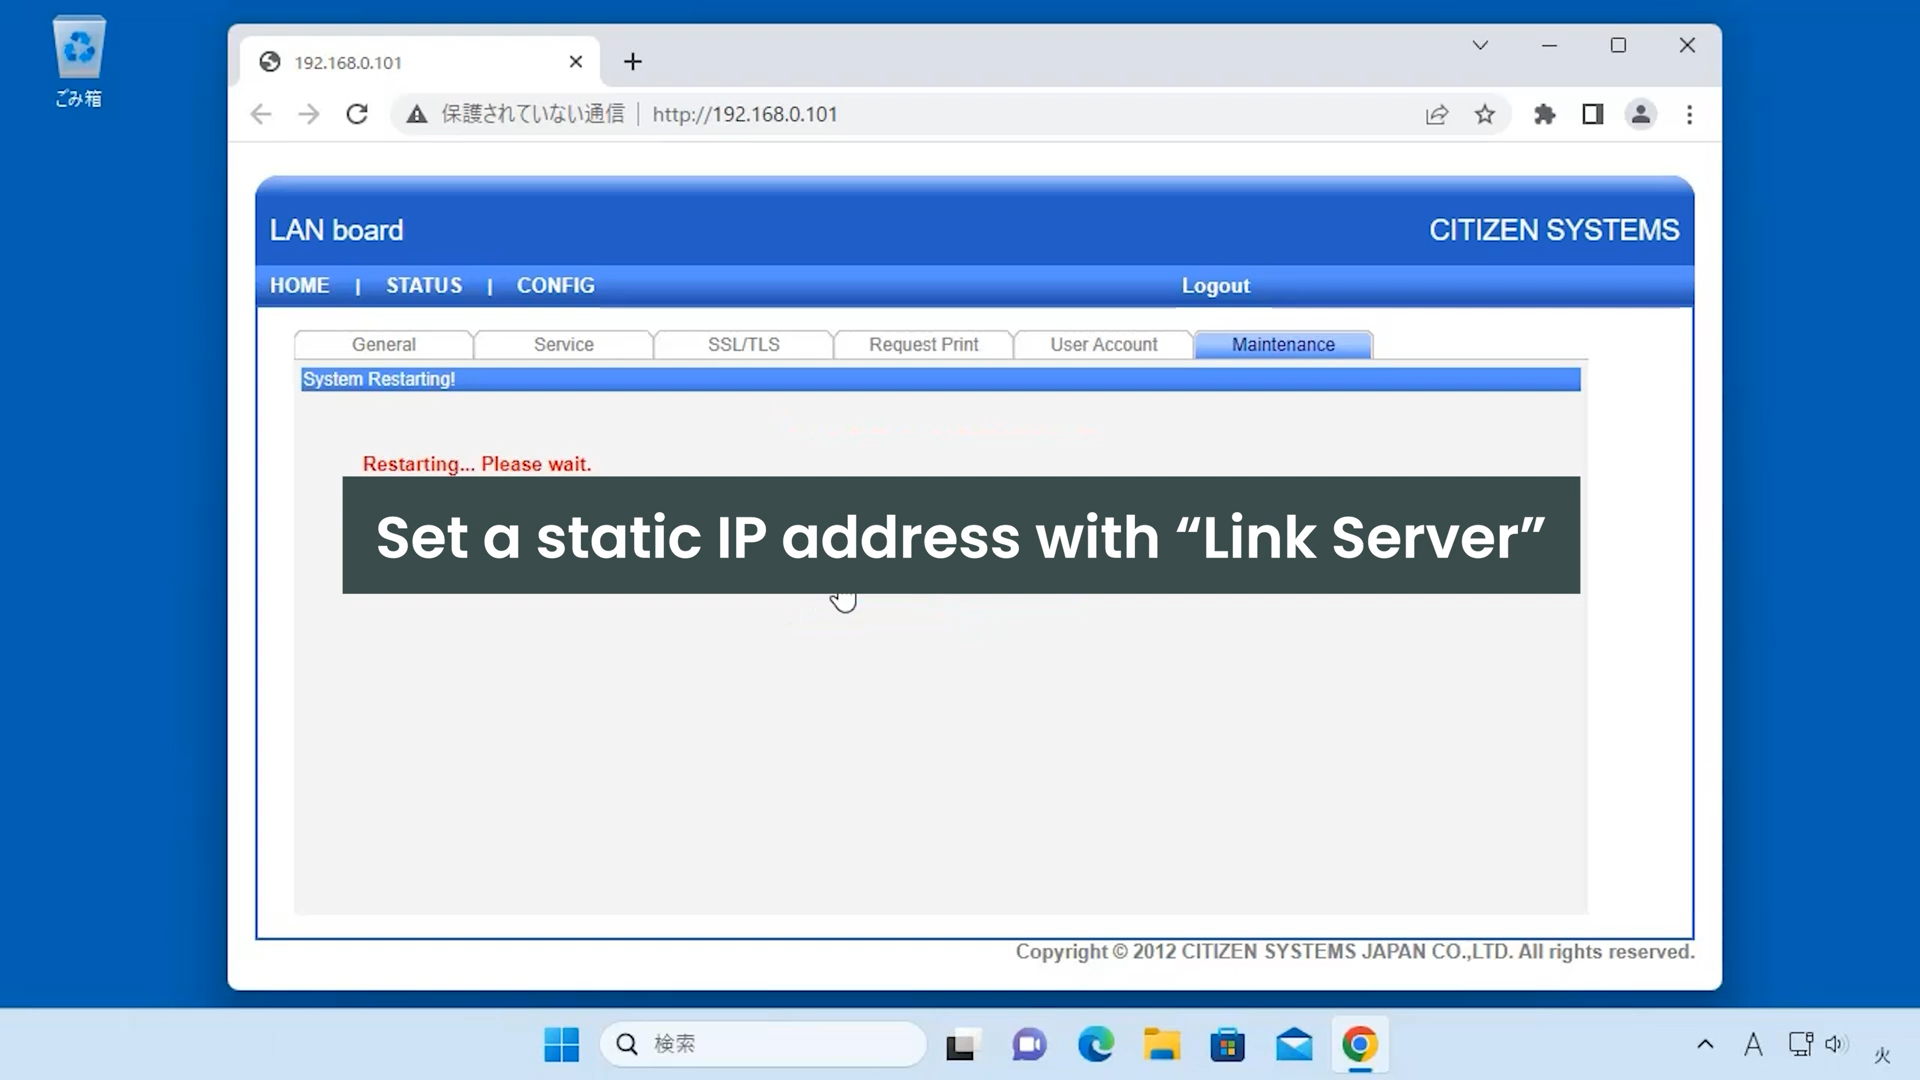 ごみ箱
192.168.0.101
保護されていない通信 | http://192.168.0.101
LAN board
CITIZEN SYSTEMS
HOME | STATUS | CONFIG
Logout
General
Service
SSL/TLS
Request Print
User Account
Maintenance
System Restarting!
Restarting... Please wait.
Set a static IP address with “Link Server”
Copyright © 2012 CITIZEN SYSTEMS JAPAN CO.,LTD. All rights reserved.
検索
A
火